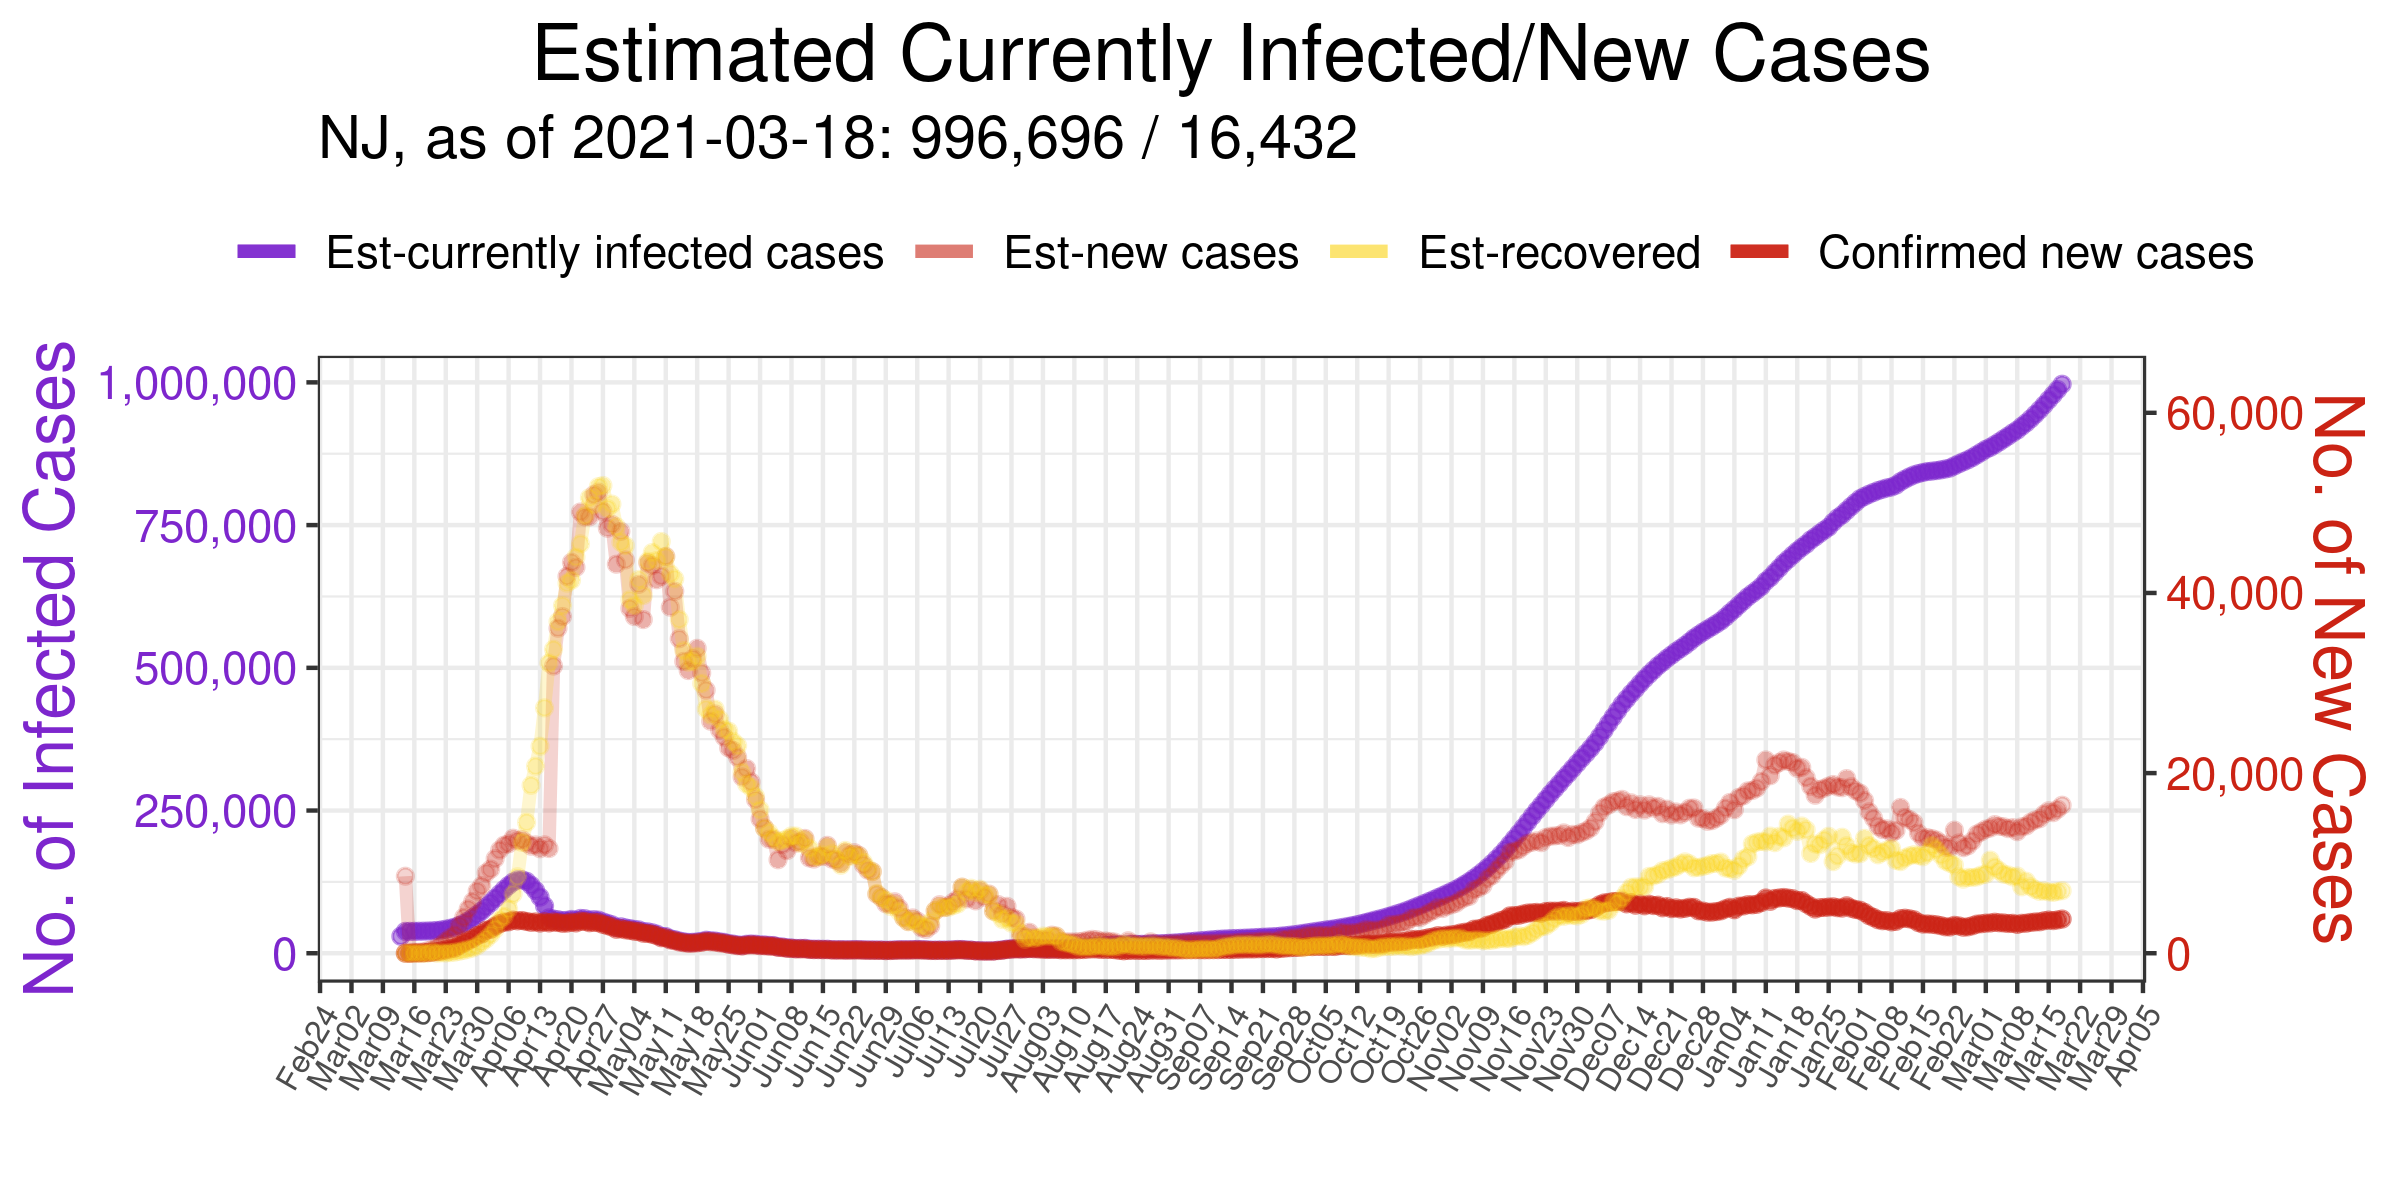 Estimated Currently Infected/New Cases
NJ, as of 2021-03-18: 996,696 / 16,432
Est-currently infected cases
Est-new cases
Est-recovered
Confirmed new cases
No. of Infected Cases
1,000,000
750,000
500,000
250,000
0
60,000
40,000
20,000
0
No. of New Cases
Feb24
Mar02
Mar09
Mar16
Mar23
Mar30
Apr06
Apr13
Apr20
Apr27
May04
May11
May18
May25
Jun01
Jun08
Jun15
Jun22
Jun29
Jul06
Jul13
Jul20
Jul27
Aug03
Aug10
Aug17
Aug24
Aug31
Sep07
Sep14
Sep21
Sep28
Oct05
Oct12
Oct19
Oct26
Nov02
Nov09
Nov16
Nov23
Nov30
Dec07
Dec14
Dec21
Dec28
Jan04
Jan11
Jan18
Jan25
Feb01
Feb08
Feb15
Feb22
Mar01
Mar08
Mar15
Mar22
Mar29
Apr05